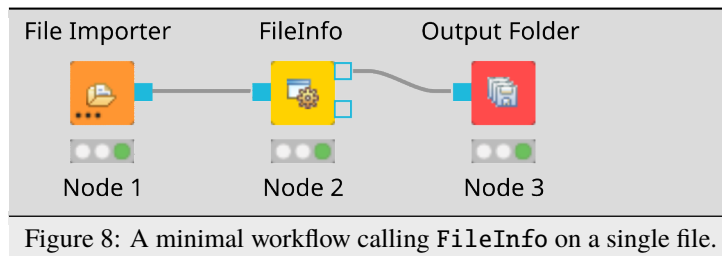 File Importer FileInfo Output Folder
Node 1 Node 2 Node 3
Figure 8: A minimal workflow calling FileInfo on a single file.